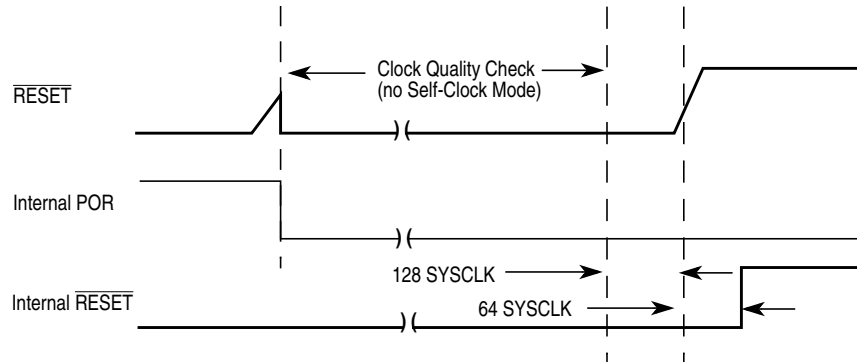 Clock Quality Check
(no Self-Clock Mode)
RESET
Internal POR
128 SYSCLK
Internal RESET
64 SYSCLK